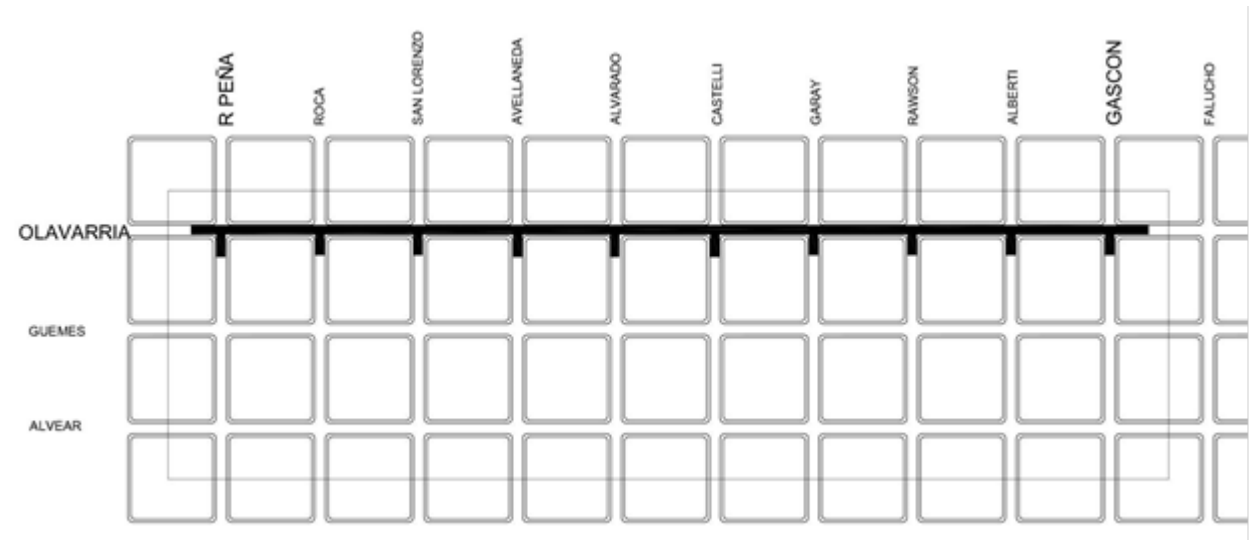 R PEÑA
ROCA
SAN LORENZO
AVELLANEDA
ALVARADO
CASTELLI
GARAY
RAWSON
ALBERTI
GASCON
FALUCHO
OLAVARRIA
GUEMES
ALVEAR